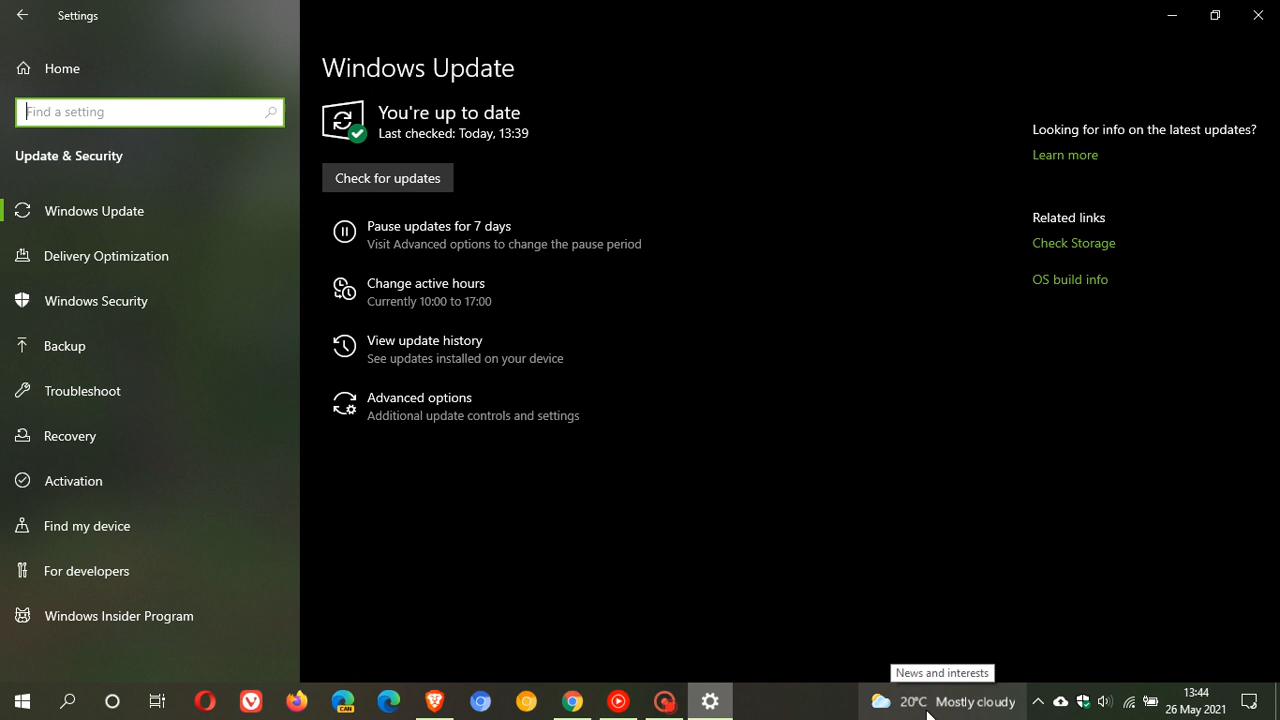 Settings
Home
Find a setting
Update & Security
Windows Update
Delivery Optimization
Windows Security
Backup
Troubleshoot
Recovery
Activation
Find my device
For developers
Windows Insider Program
Windows Update
You're up to date
Last checked: Today, 13:39
Check for updates
Pause updates for 7 days
Visit Advanced options to change the pause period
Change active hours
Currently 10:00 to 17:00
View update history
See updates installed on your device
Advanced options
Additional update controls and settings
Looking for info on the latest updates?
Learn more
Related links
Check Storage
OS build info
News and interests
CAN
20°C Mostly cloudy
13:44
26 May 2021